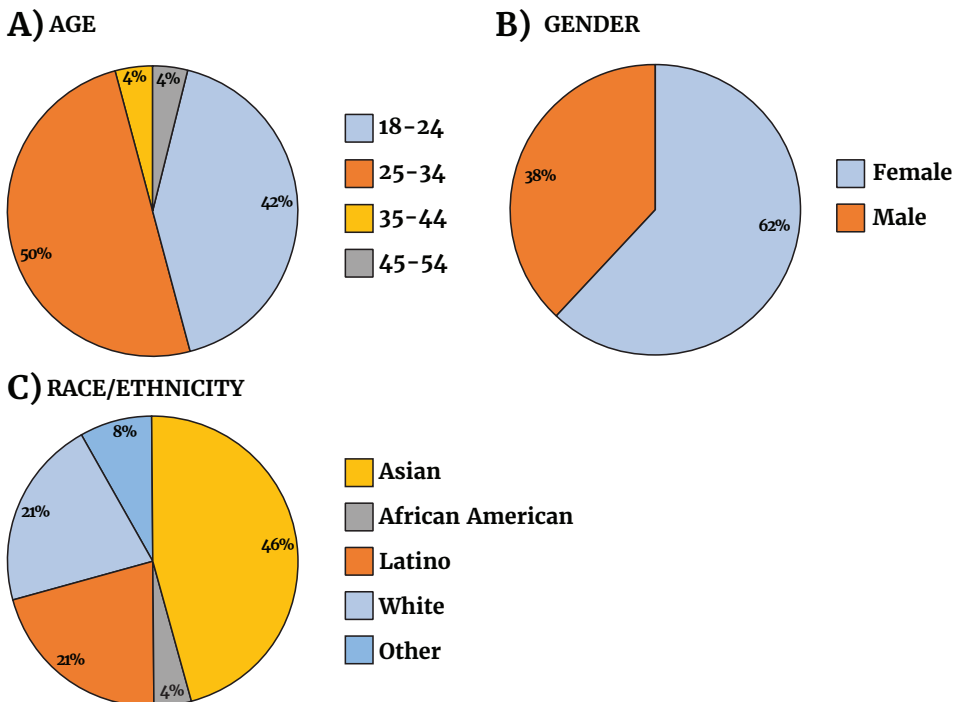 A) AGE
4%
4%
42%
50%
18-24
25-34
35-44
45-54
B) GENDER
38%
62%
Female
Male
C) RACE/ETHNICITY
8%
21%
46%
21%
4%
Asian
African American
Latino
White
Other